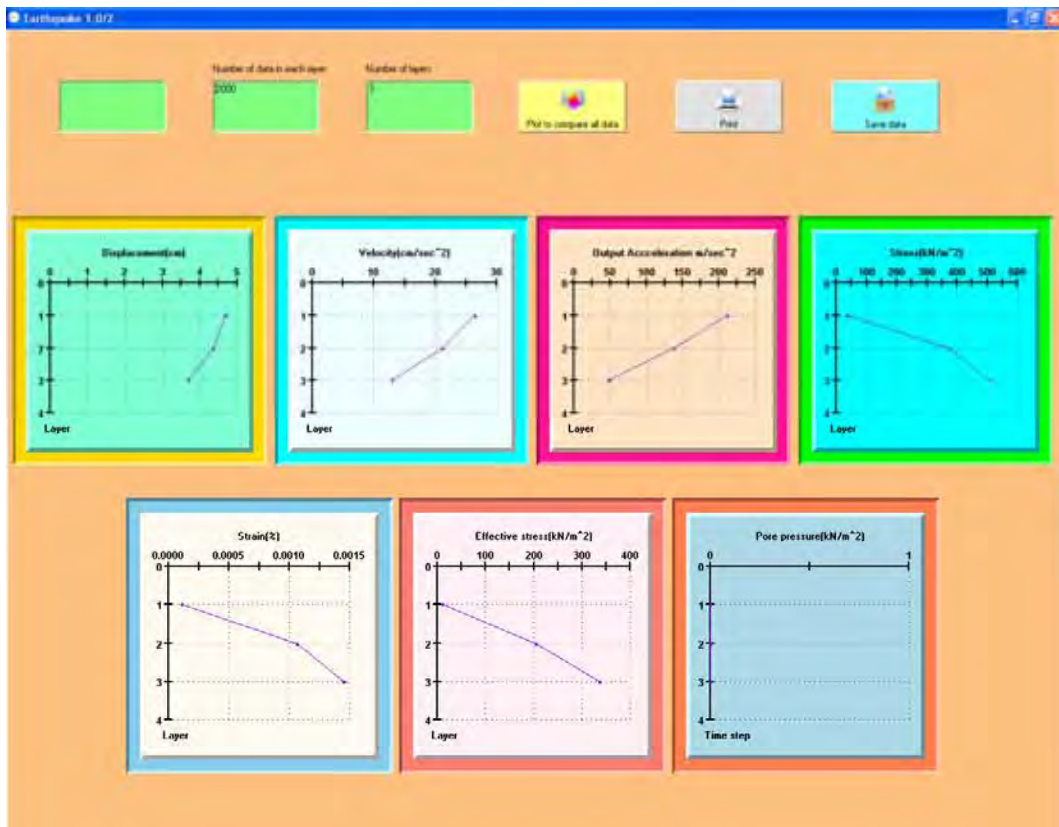 Earthquake 1.0/2
Number of data in each layer
Number of layers
2000
Plot to compare all data
Print
Save data
Displacement(cm)
0 1 2 3 4 5
0
1
2
3
4
Layer
Velocity(cm/sec^2)
0 10 20 30
0
1
2
3
4
Layer
Output Accceleration m/sec^2
0 50 100 150 200 250
0
1
2
3
4
Layer
Stress(kN/m^2)
0 100 200 300 400 500 600
0
1
2
3
4
Layer
Strain(%)
0.0000 0.0005 0.0010 0.0015
0
1
2
3
4
Layer
Effective stress(kN/m^2)
0 100 200 300 400
0
1
2
3
4
Layer
Pore pressure(kN/m^2)
0 1
0
1
2
3
4
Time step